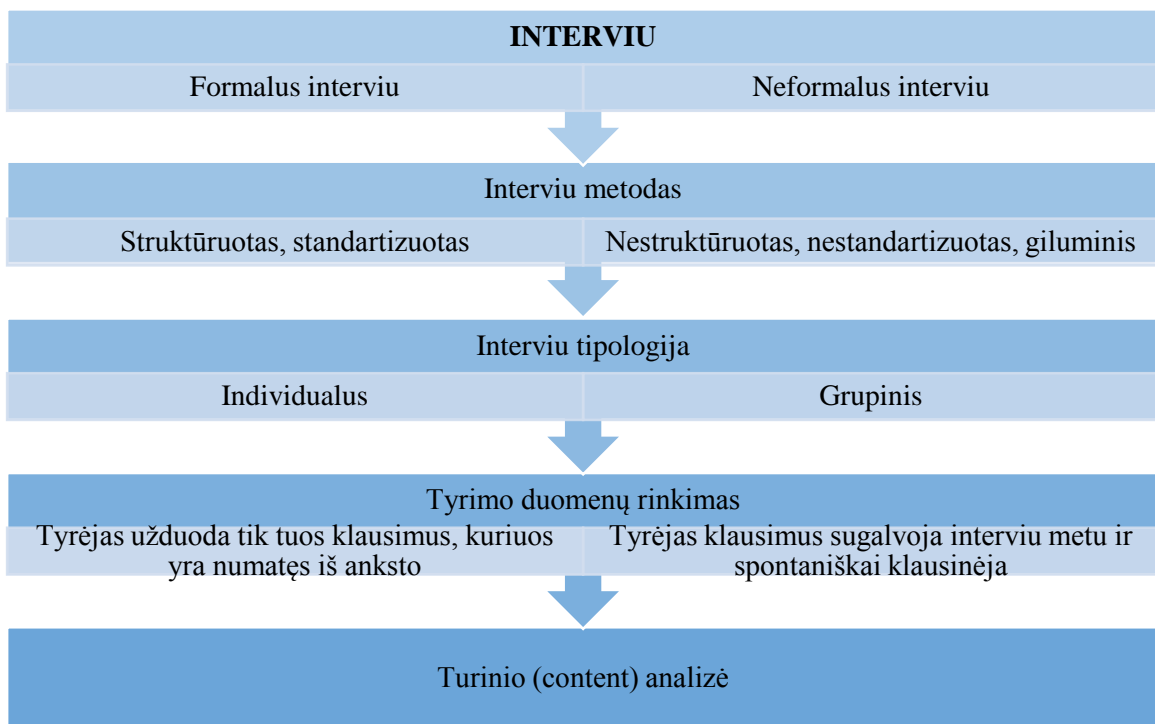 INTERVIU
Formalus interviu
Neformalus interviu
Interviu metodas
Struktūruotas, standartizuotas
Nestruktūruotas, nestandartizuotas, giluminis
Interviu tipologija
Individualus
Grupinis
Tyrimo duomenų rinkimas
Tyrėjas užduoda tik tuos klausimus, kuriuos
yra numatęs iš anksto
Tyrėjas klausimus sugalvoja interviu metu ir
spontaniškai klausinėja
Turinio (content) analizė